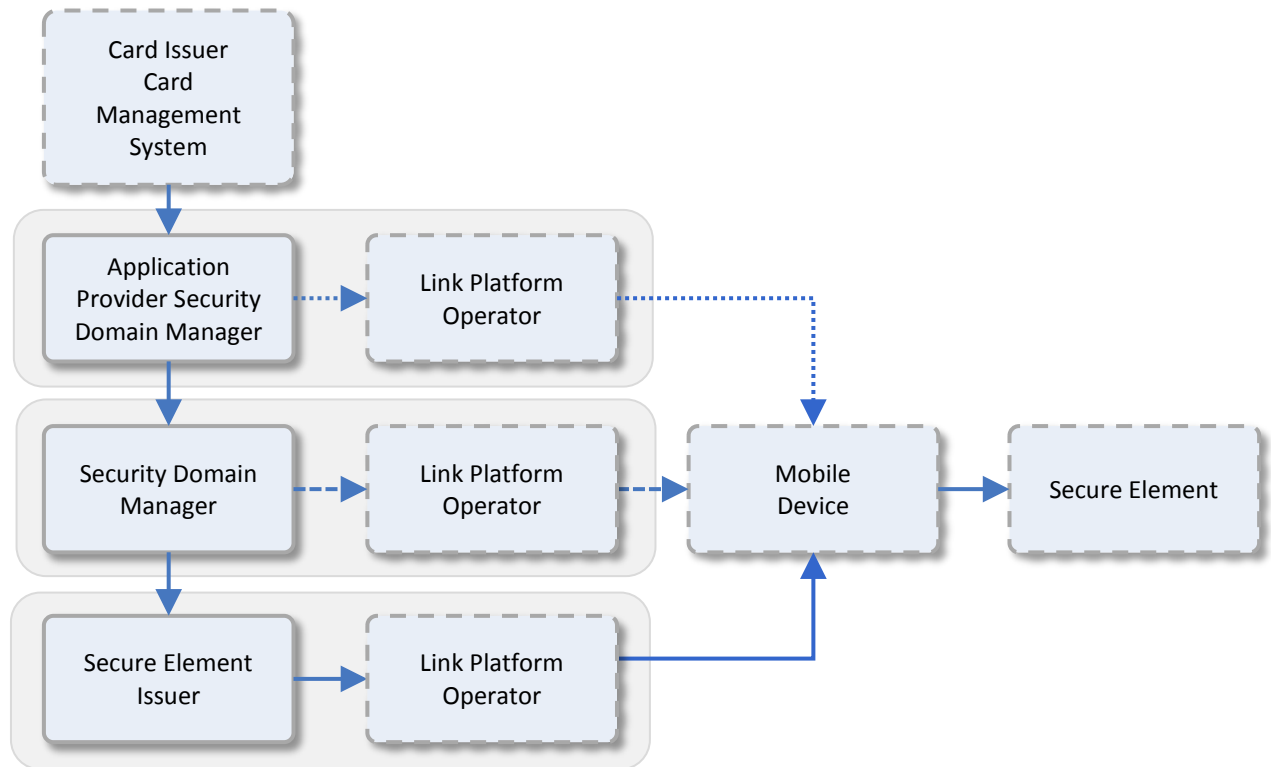 Card Issuer
Card
Management
System
Application
Provider Security
Domain Manager
Link Platform
Operator
Security Domain
Manager
Link Platform
Operator
Mobile
Device
Secure Element
Secure Element
Issuer
Link Platform
Operator